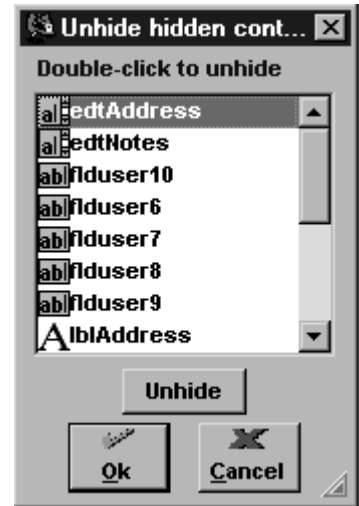 Unhide hidden cont...
Double-click to unhide
edtAddress
edtNotes
flduser10
flduser6
flduser7
flduser8
flduser9
lblAddress
Unhide
Ok
Cancel